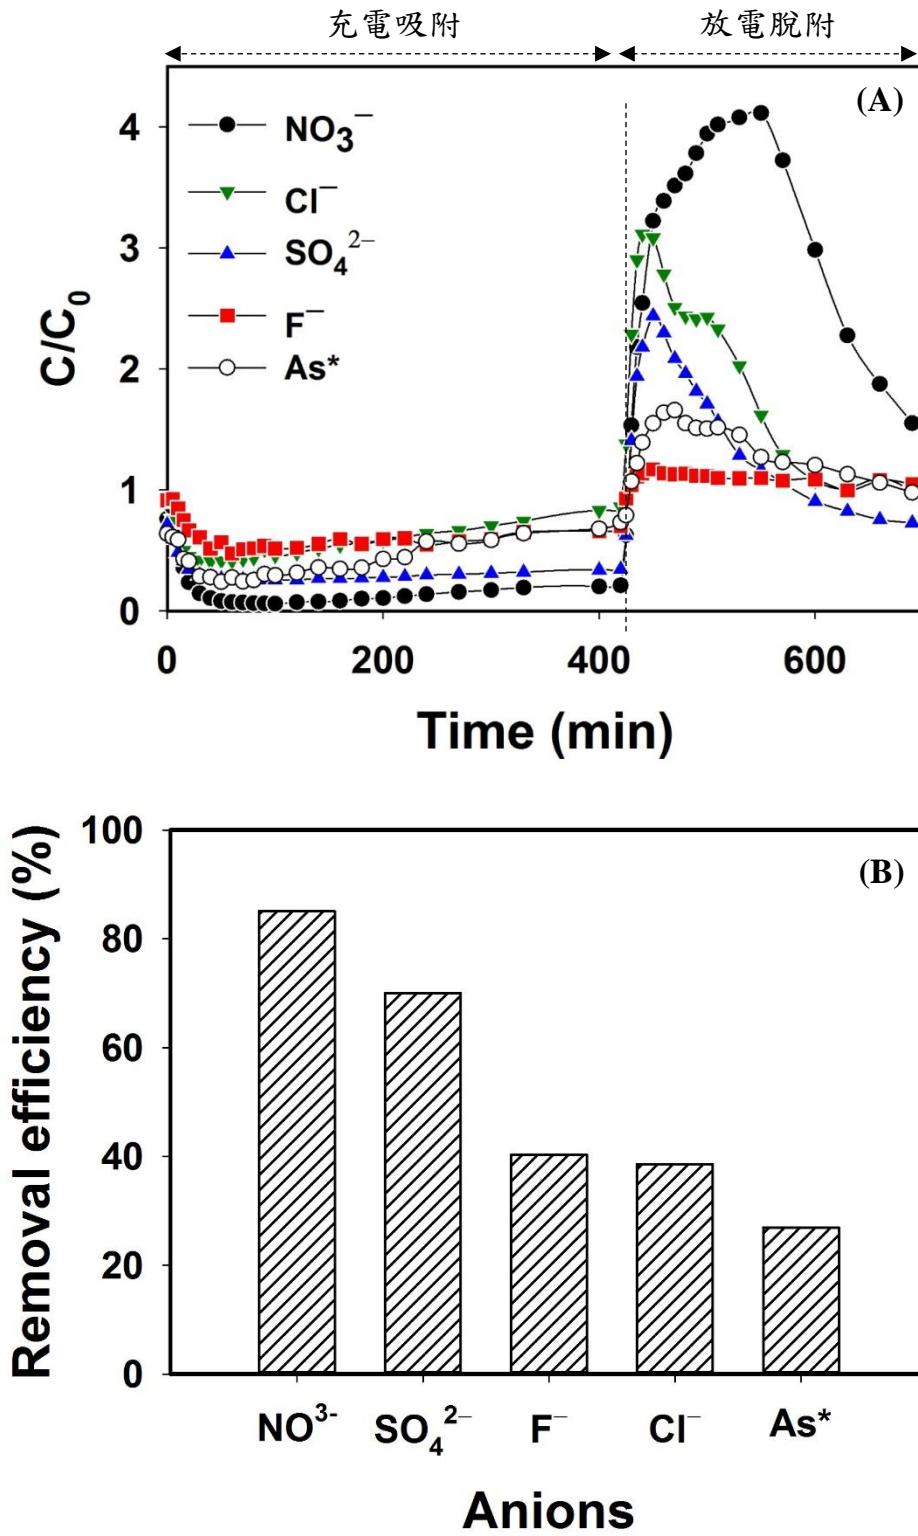 充電吸附 放電脫附
(A)
NO₃⁻
Cl⁻
SO₄²⁻
F⁻
As*
C/C₀
4
3
2
1
0
0 200 400 600
Time (min)
(B)
Removal efficiency (%)
100
80
60
40
20
0
NO³⁻ SO₄²⁻ F⁻ Cl⁻ As*
Anions